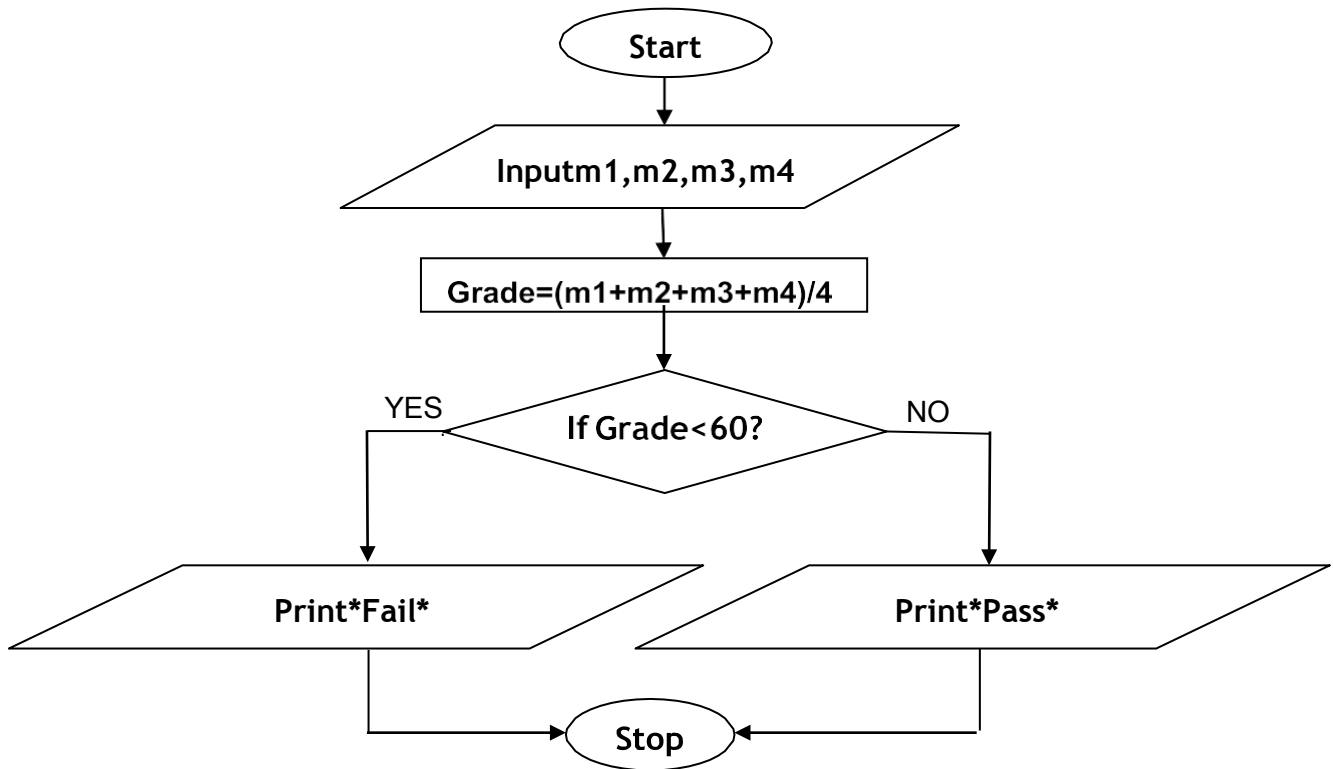 Start
Inputm1,m2,m3,m4
Grade=(m1+m2+m3+m4)/4
If Grade<60?
YES
NO
Print*Fail*
Print*Pass*
Stop